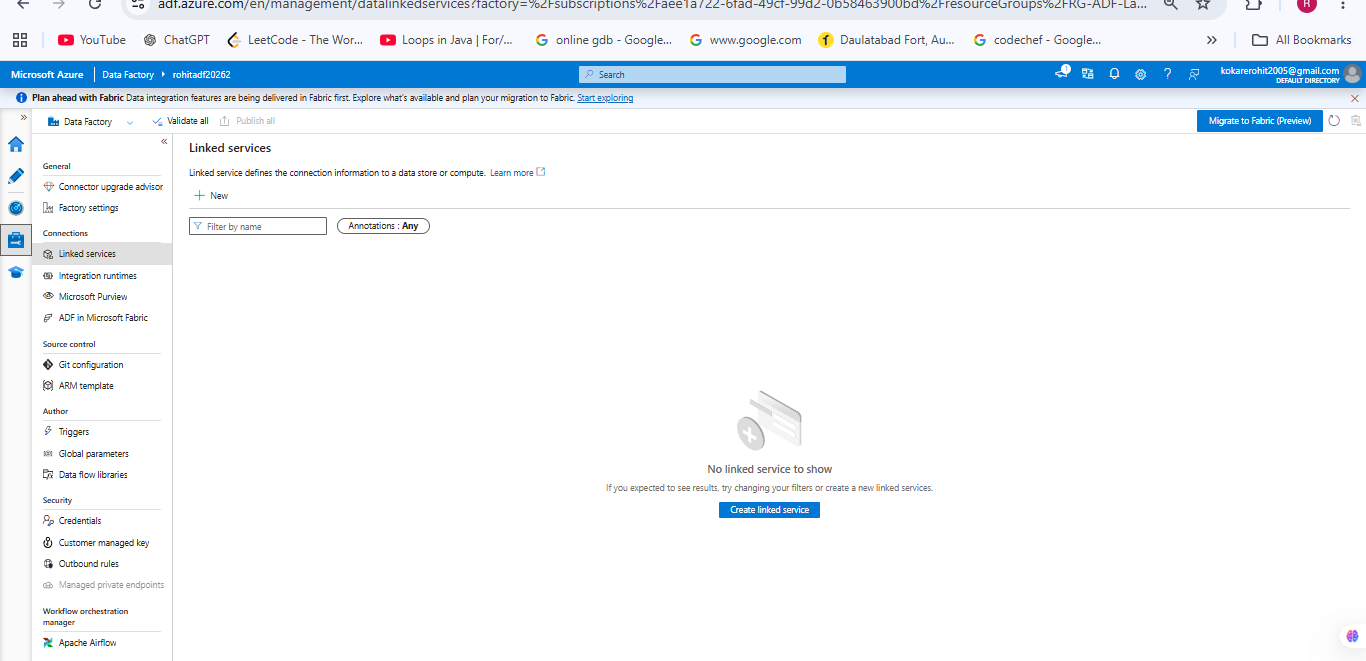 adf.azure.com/en/management/datalinkedservices?factory=%2Fsubscriptions%2Faee1a722-6fad-49cf-99d2-0b58463900bd%2FresourceGroups%2FRG-ADF-La...
R
YouTube
ChatGPT
LeetCode - The Wor...
Loops in Java | For/...
online gdb - Google...
www.google.com
Daulatabad Fort, Au...
codechef - Google...
»
All Bookmarks
Microsoft Azure
Data Factory
rohitadf20262
Search
1
kokarerohit2005@gmail.com
DEFAULT DIRECTORY
Plan ahead with Fabric Data integration features are being delivered in Fabric first. Explore what's available and plan your migration to Fabric. Start exploring
Data Factory
Validate all
Publish all
Migrate to Fabric (Preview)
General
Connector upgrade advisor
Factory settings
Connections
Linked services
Integration runtimes
Microsoft Purview
ADF in Microsoft Fabric
Source control
Git configuration
ARM template
Author
Triggers
Global parameters
Data flow libraries
Security
Credentials
Customer managed key
Outbound rules
Managed private endpoints
Workflow orchestration
manager
Apache Airflow
Linked services
Linked service defines the connection information to a data store or compute. Learn more
New
Filter by name
Annotations : Any
No linked service to show
If you expected to see results, try changing your filters or create a new linked services.
Create linked service